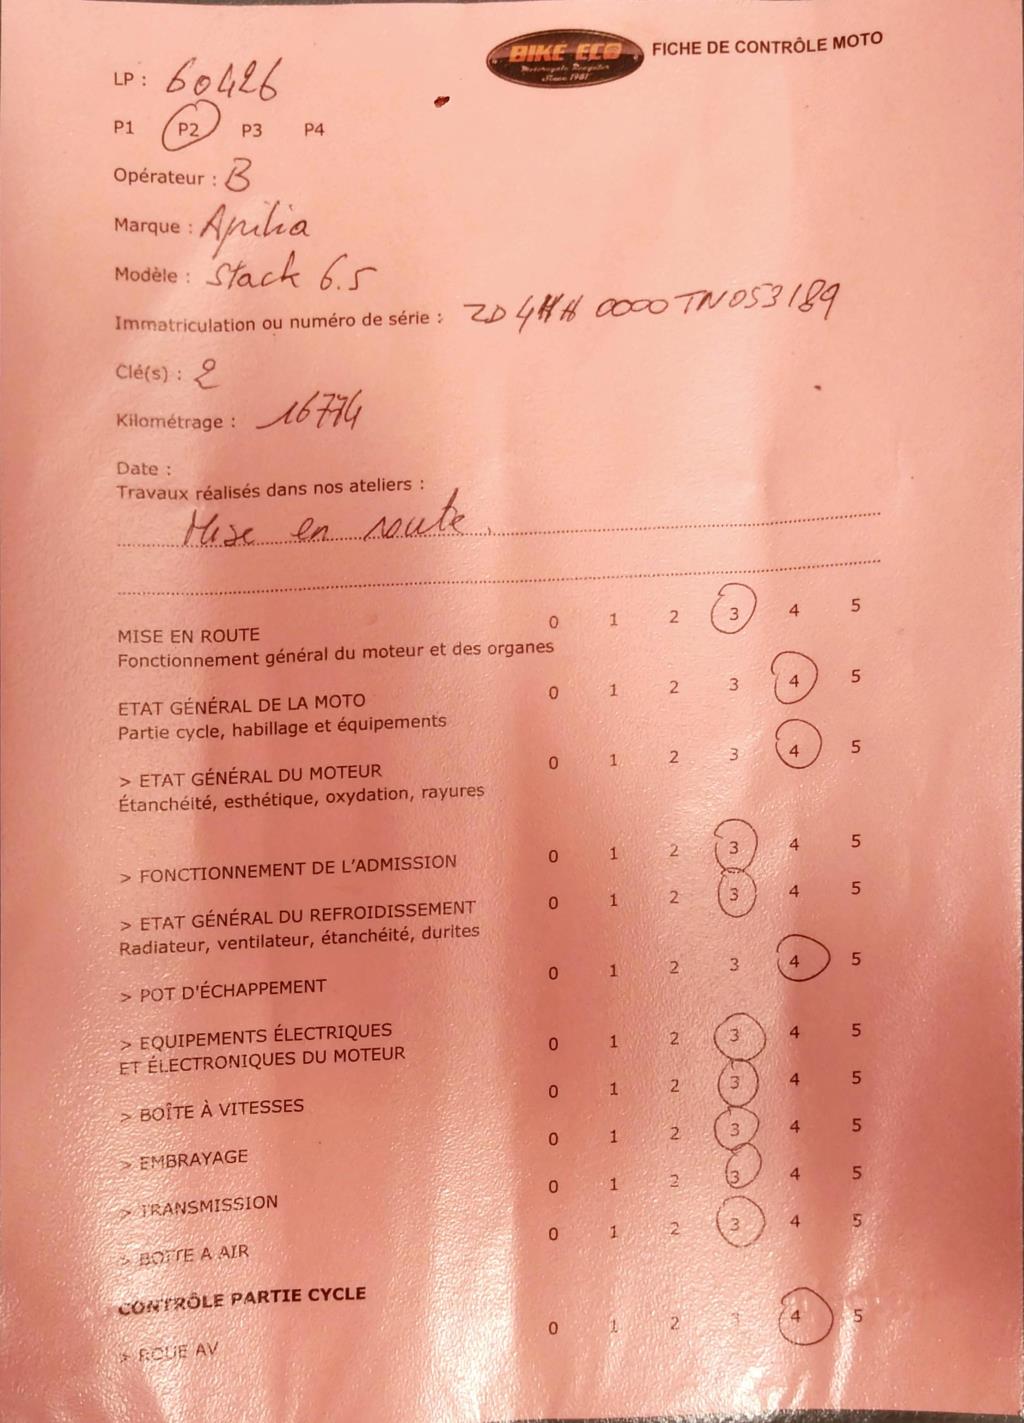 BIKE ECO
Motorcycle Recycler
Since 1981
FICHE DE CONTRÔLE MOTO
LP : 60426
P1 P2 P3 P4
Opérateur : B
Marque : Aprilia
Modèle : Stack 6.5
Immatriculation ou numéro de série : ZD4HH0000TN053189
Clé(s) : 2
Kilométrage : 16774
Date :
Travaux réalisés dans nos ateliers :
Mise en route.
MISE EN ROUTE 0 1 2 3 4 5
Fonctionnement général du moteur et des organes
ETAT GÉNÉRAL DE LA MOTO 0 1 2 3 4 5
Partie cycle, habillage et équipements
> ETAT GÉNÉRAL DU MOTEUR 0 1 2 3 4 5
Étanchéité, esthétique, oxydation, rayures
> FONCTIONNEMENT DE L'ADMISSION 0 1 2 3 4 5
> ETAT GÉNÉRAL DU REFROIDISSEMENT 0 1 2 3 4 5
Radiateur, ventilateur, étanchéité, durites
> POT D'ÉCHAPPEMENT 0 1 2 3 4 5
> EQUIPEMENTS ÉLECTRIQUES
ET ÉLECTRONIQUES DU MOTEUR 0 1 2 3 4 5
> BOÎTE À VITESSES 0 1 2 3 4 5
> EMBRAYAGE 0 1 2 3 4 5
> TRANSMISSION 0 1 2 3 4 5
> BOITE A AIR 0 1 2 3 4 5
CONTRÔLE PARTIE CYCLE
> ROUE AV 0 1 2 3 4 5